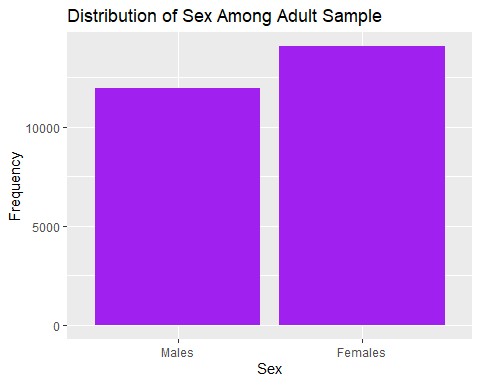 Distribution of Sex Among Adult Sample
Frequency
10000
5000
0
Males Females
Sex